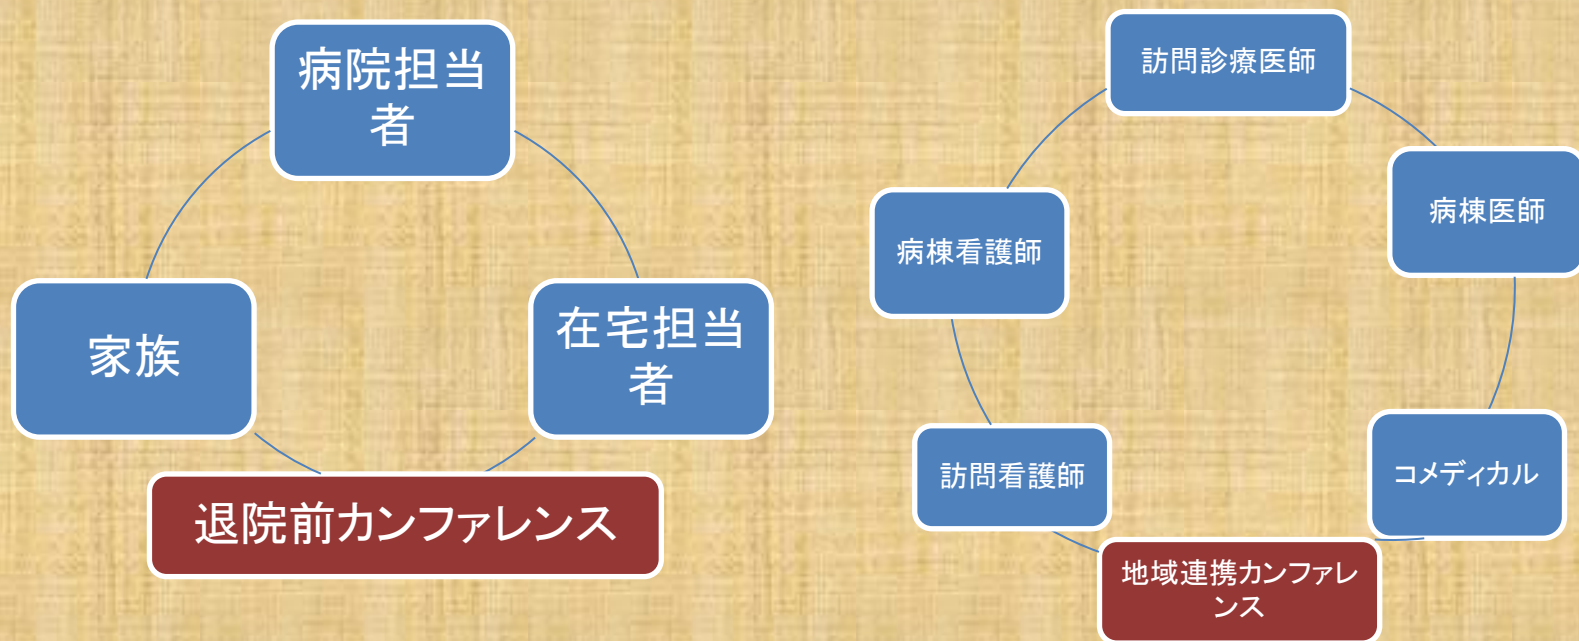 病院担当
者
家族
在宅担当
者
退院前カンファレンス
訪問診療医師
病棟医師
病棟看護師
コメディカル
訪問看護師
地域連携カンファレ
ンス